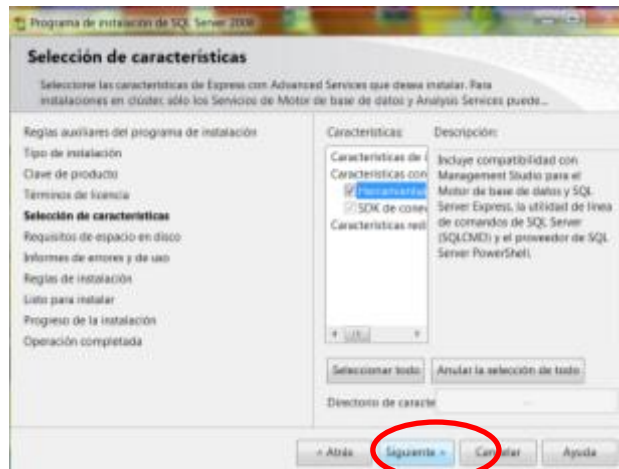 Programa de instalación de SQL Server 2008
Selección de características
Seleccione las características de Express con Advanced Services que desea instalar. Para
instalaciones en clúster, sólo los Servicios de Motor de base de datos y Analysis Services puede...
Reglas auxiliares del programa de instalación
Tipo de instalación
Clave de producto
Términos de licencia
Selección de características
Requisitos de espacio en disco
Informes de errores y de uso
Reglas de instalación
Listo para instalar
Progreso de la instalación
Operación completada
Características:
Características de
Características con
Herramientas
SDK de conec
Características redi
Descripción:
Incluye compatibilidad con
Management Studio para el
Motor de base de datos y SQL
Server Express, la utilidad de línea
de comandos de SQL Server
(SQLCMD) y el proveedor de SQL
Server PowerShell.
Seleccionar todo
Anular la selección de todo
Directorio de caracte
...
< Atrás
Siguiente >
Cancelar
Ayuda